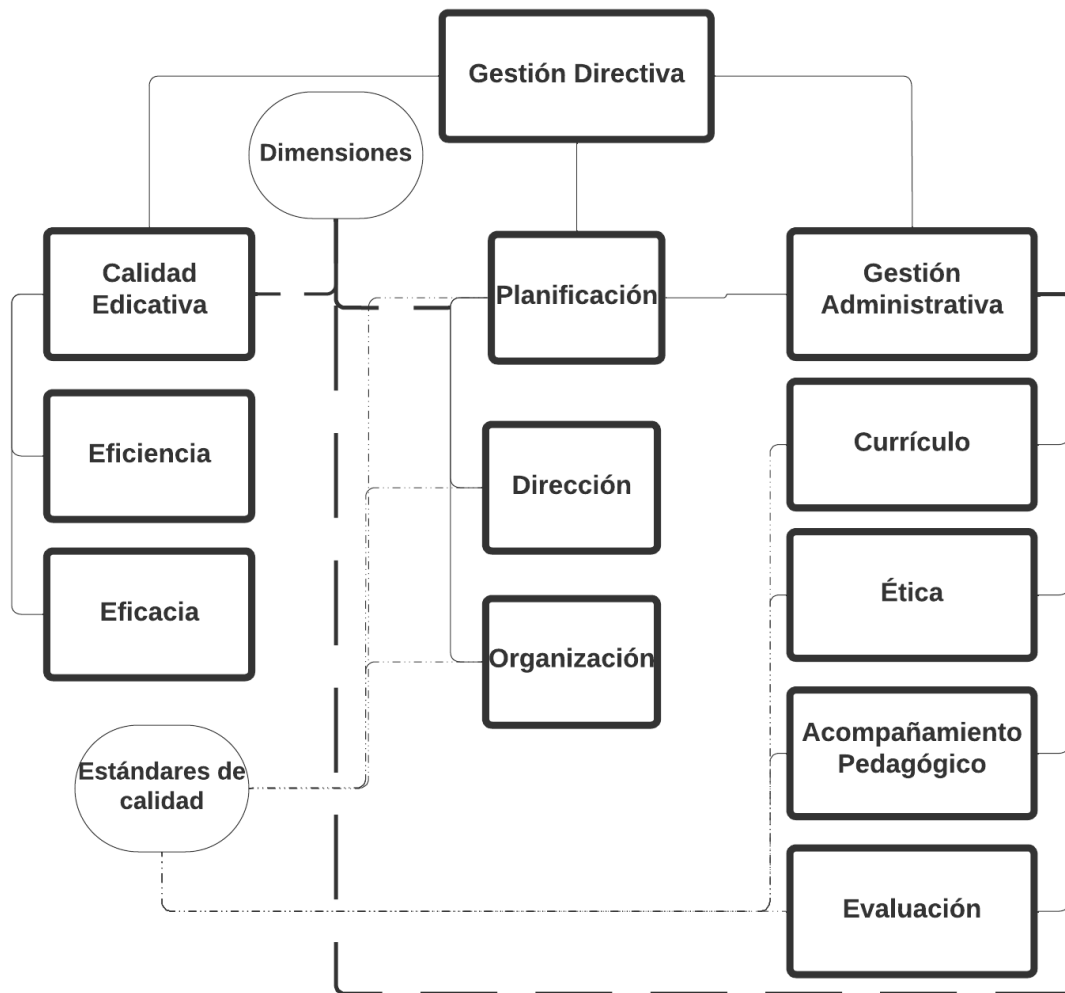 Gestión Directiva
Dimensiones
Calidad
Edicativa
Planificación
Gestión
Administrativa
Eficiencia
Dirección
Currículo
Eficacia
Organización
Ética
Estándares de
calidad
Acompañamiento
Pedagógico
Evaluación